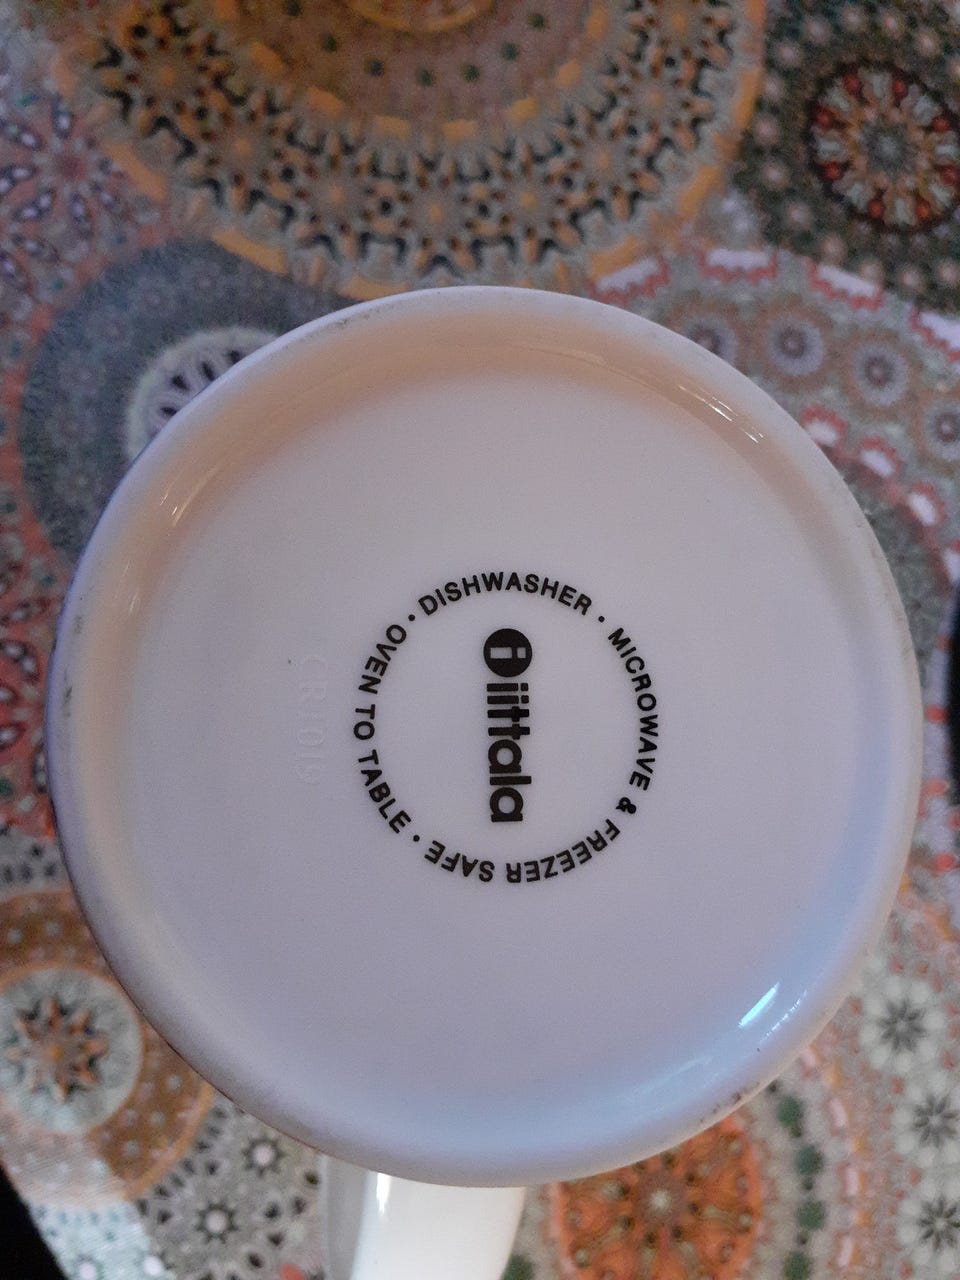 i iittala
DISHWASHER · MICROWAVE & FREEZER SAFE · OVEN TO TABLE ·